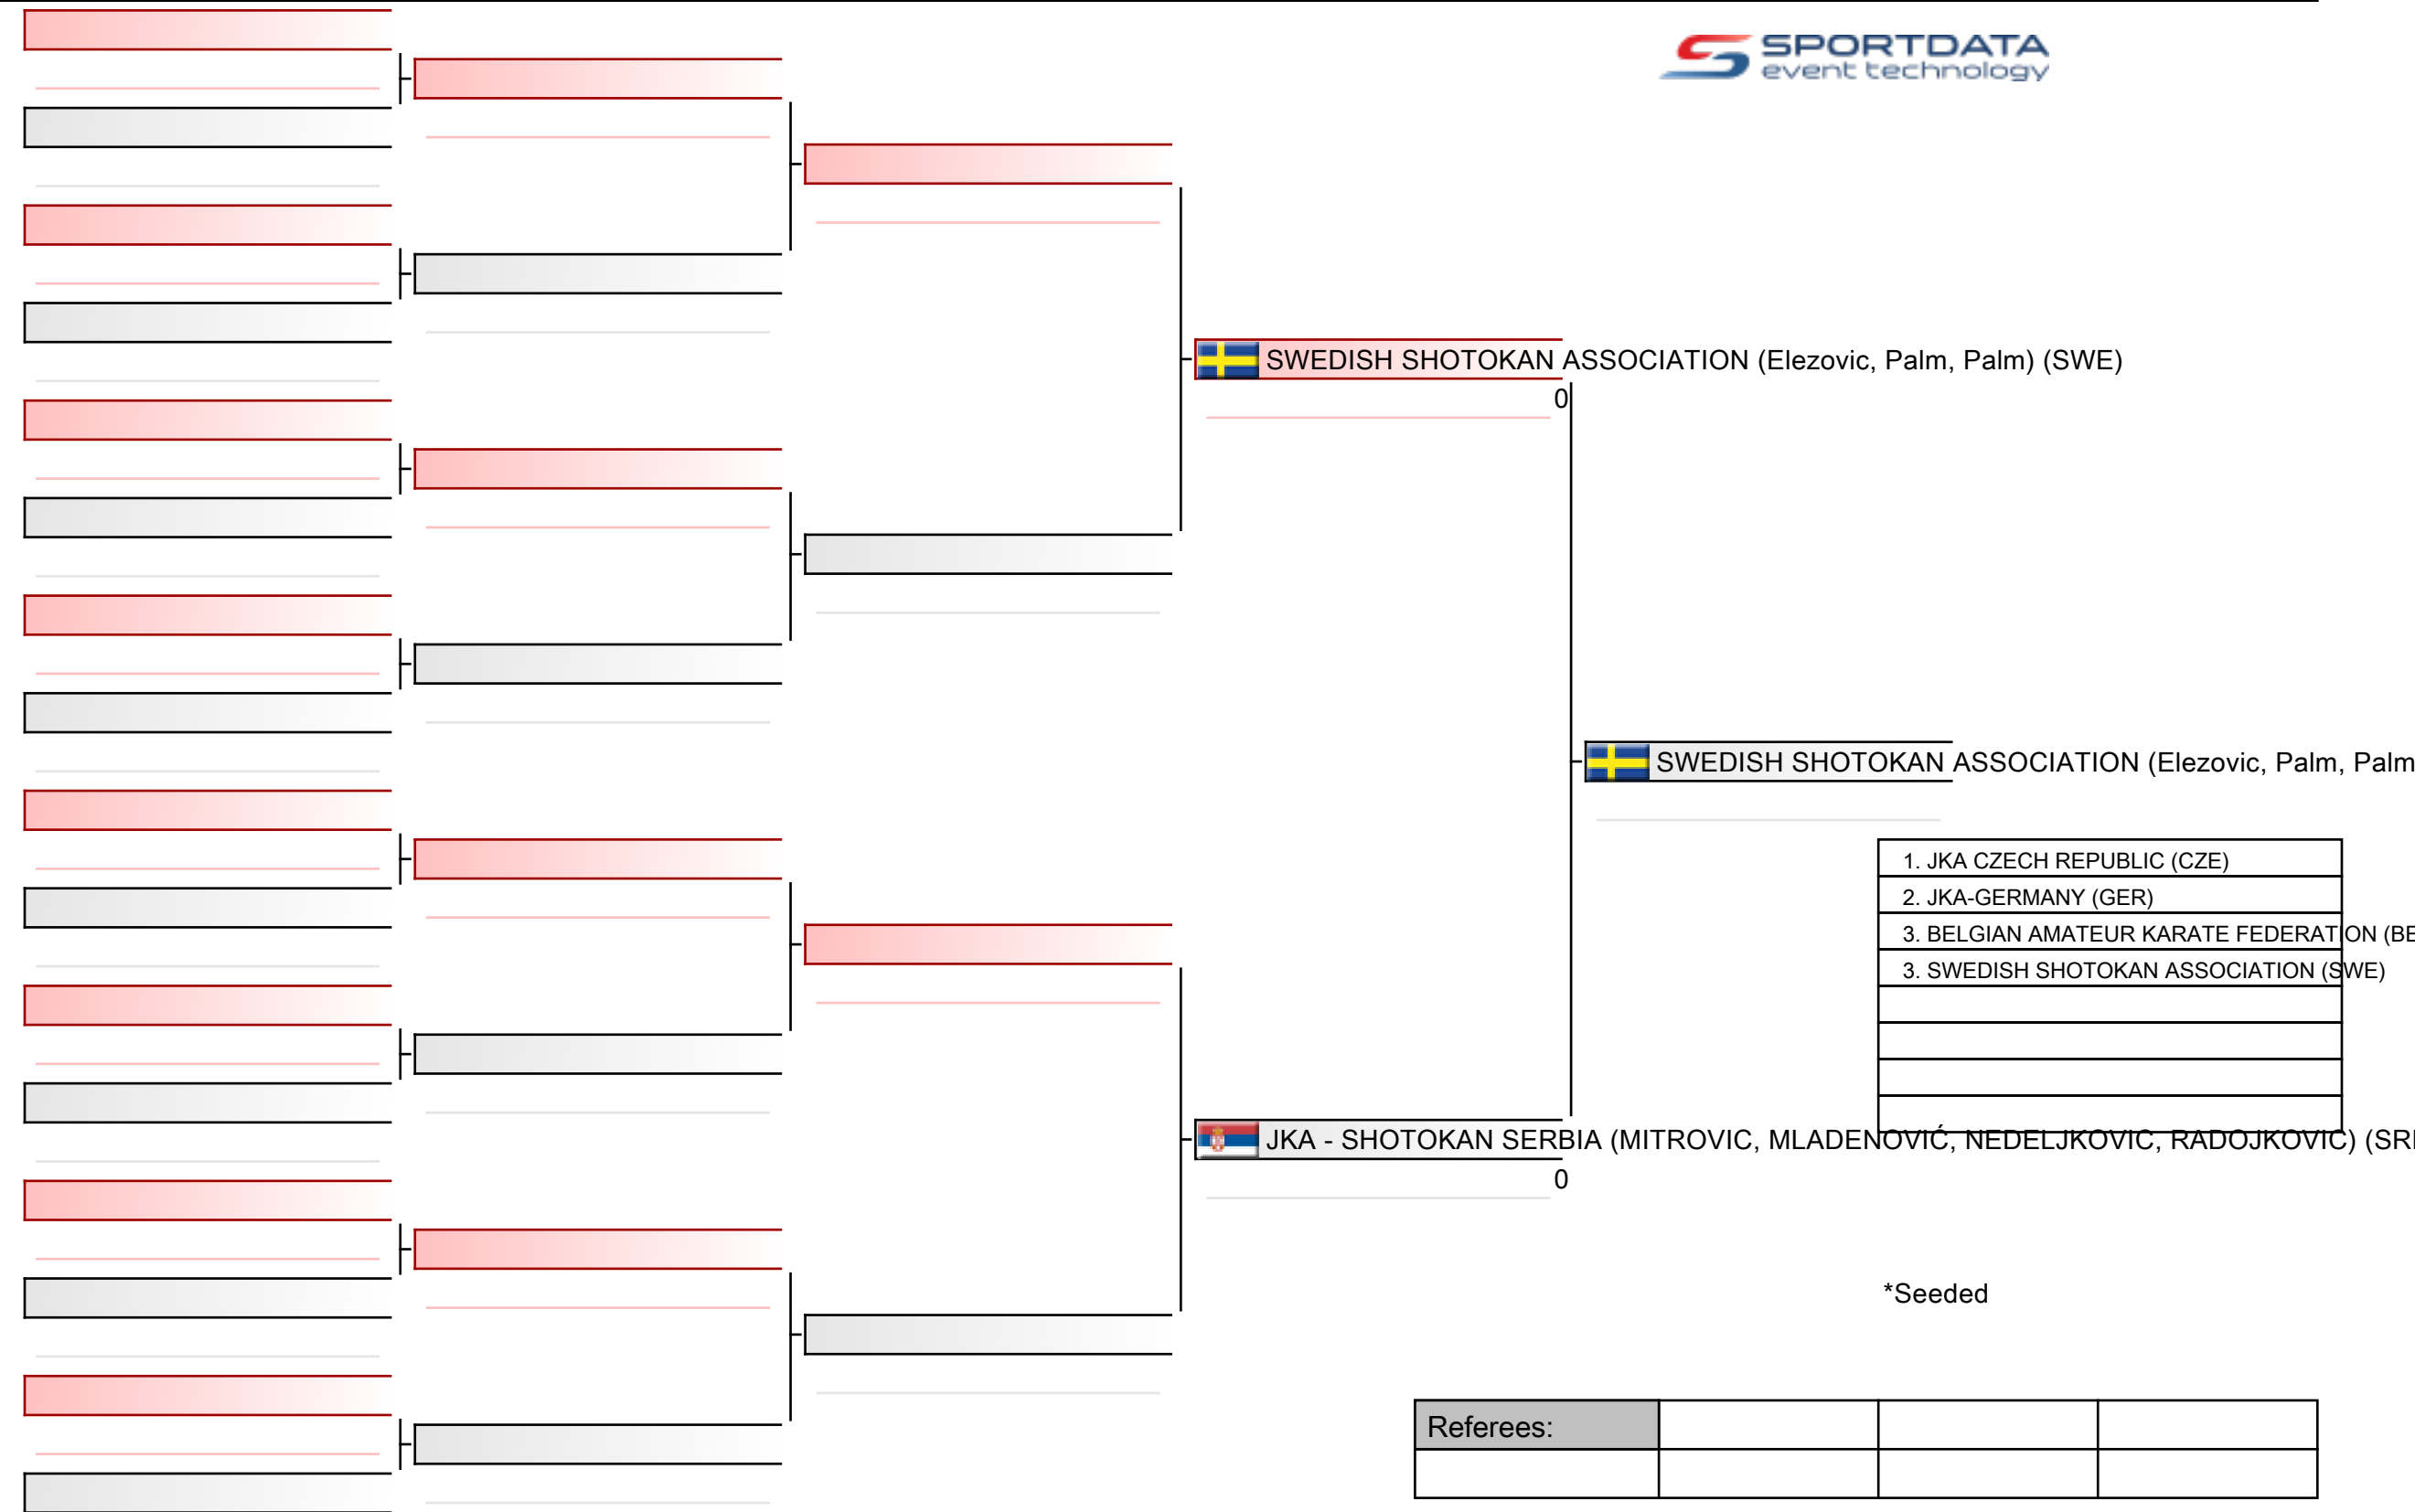 SPORTDATA
event technology
SWEDISH SHOTOKAN ASSOCIATION (Elezovic, Palm, Palm) (SWE)
0
SWEDISH SHOTOKAN ASSOCIATION (Elezovic, Palm, Palm
1. JKA CZECH REPUBLIC (CZE)
2. JKA-GERMANY (GER)
3. BELGIAN AMATEUR KARATE FEDERATION (BE
3. SWEDISH SHOTOKAN ASSOCIATION (SWE)
JKA - SHOTOKAN SERBIA (MITROVIC, MLADENOVIĆ, NEDELJKOVIC, RADOJKOVIC) (SR
0
*Seeded
Referees: